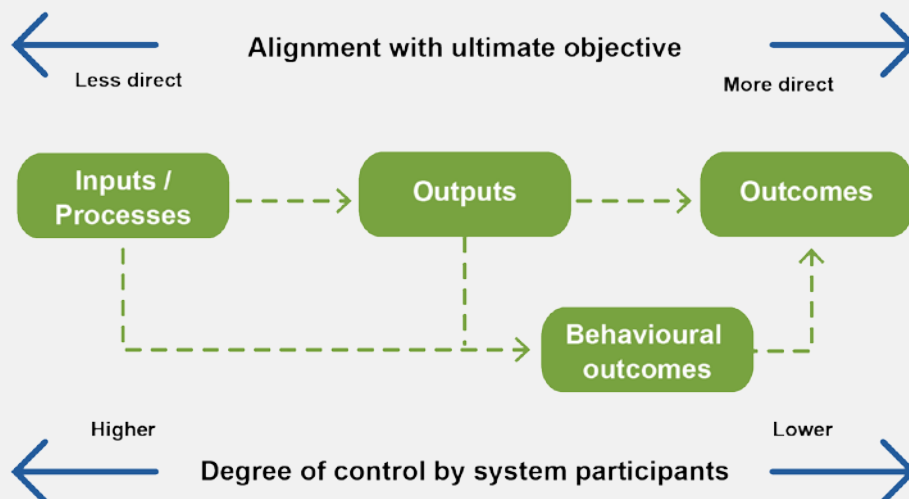 Alignment with ultimate objective
Less direct
More direct
Inputs /
Processes
Outputs
Outcomes
Behavioural
outcomes
Higher
Lower
Degree of control by system participants